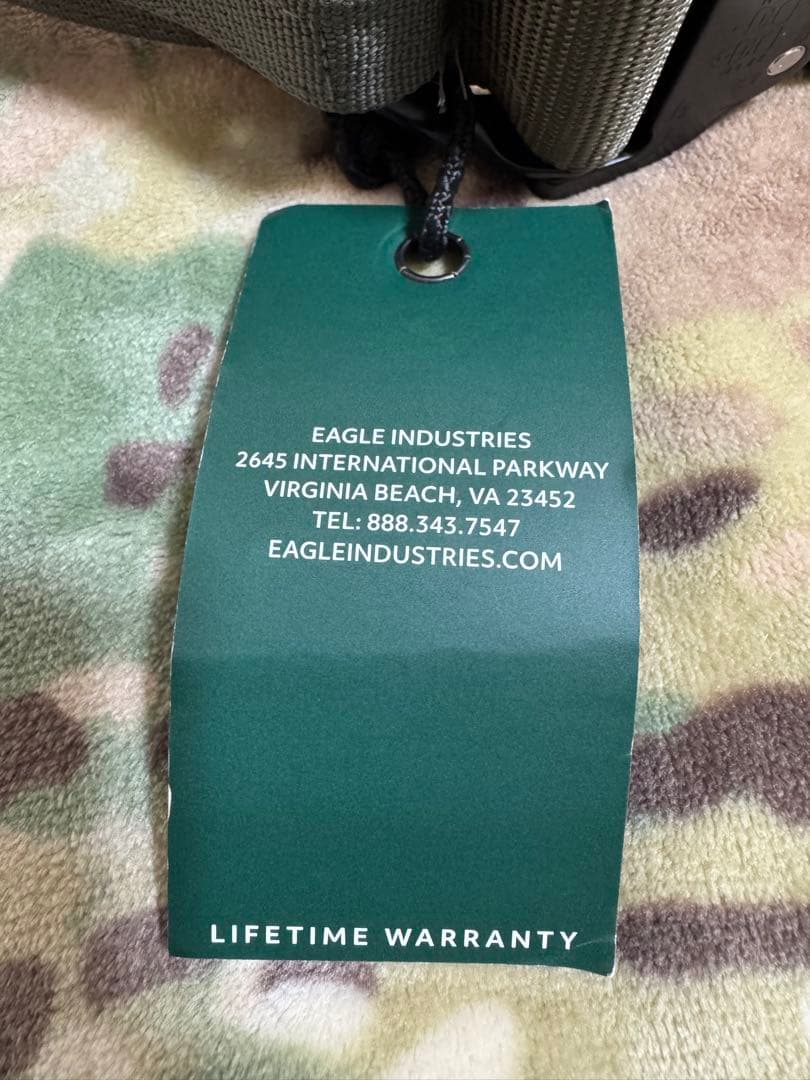 EAGLE INDUSTRIES
2645 INTERNATIONAL PARKWAY
VIRGINIA BEACH, VA 23452
TEL: 888.343.7547
EAGLEINDUSTRIES.COM
LIFETIME WARRANTY